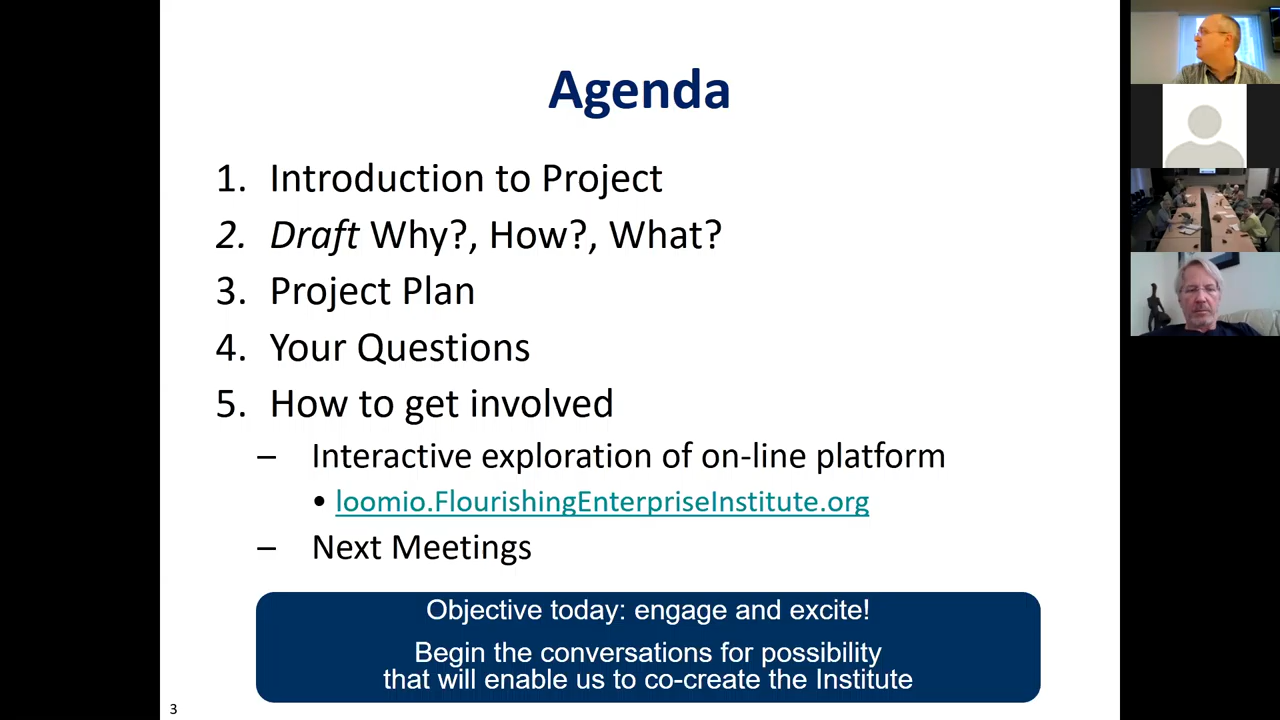 Agenda
1. Introduction to Project
2. Draft Why?, How?, What?
3. Project Plan
4. Your Questions
5. How to get involved
– Interactive exploration of on-line platform
• loomio.FlourishingEnterpriseInstitute.org
– Next Meetings
Objective today: engage and excite!
Begin the conversations for possibility
that will enable us to co-create the Institute
3